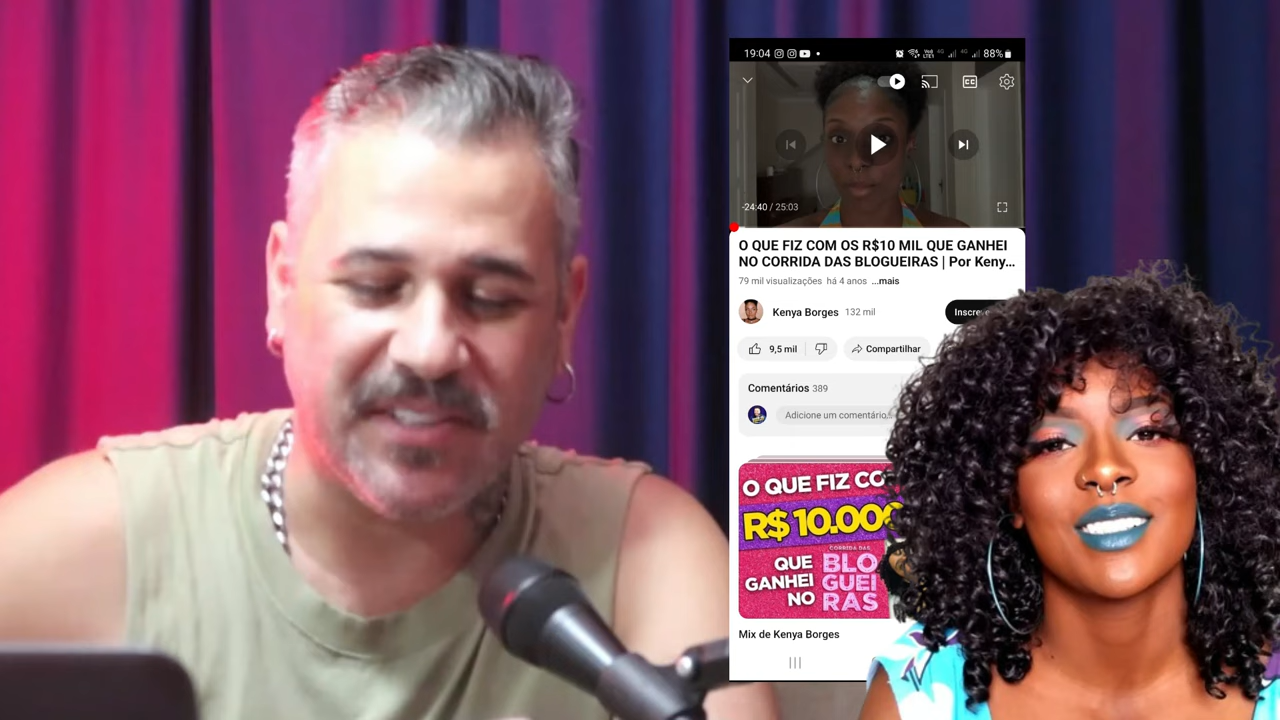 19:04
88%
-24:40 / 25:03
O QUE FIZ COM OS R$10 MIL QUE GANHEI
NO CORRIDA DAS BLOGUEIRAS | Por Keny...
79 mil visualizações há 4 anos ...mais
Kenya Borges 132 mil
9,5 mil
Compartilhar
Comentários 389
Adicione um comentário...
O QUE FIZ CO
R$ 10.000
CORRIDA DAS
QUE
GANHEI
NO
BLO
GUEI
RAS
Mix de Kenya Borges